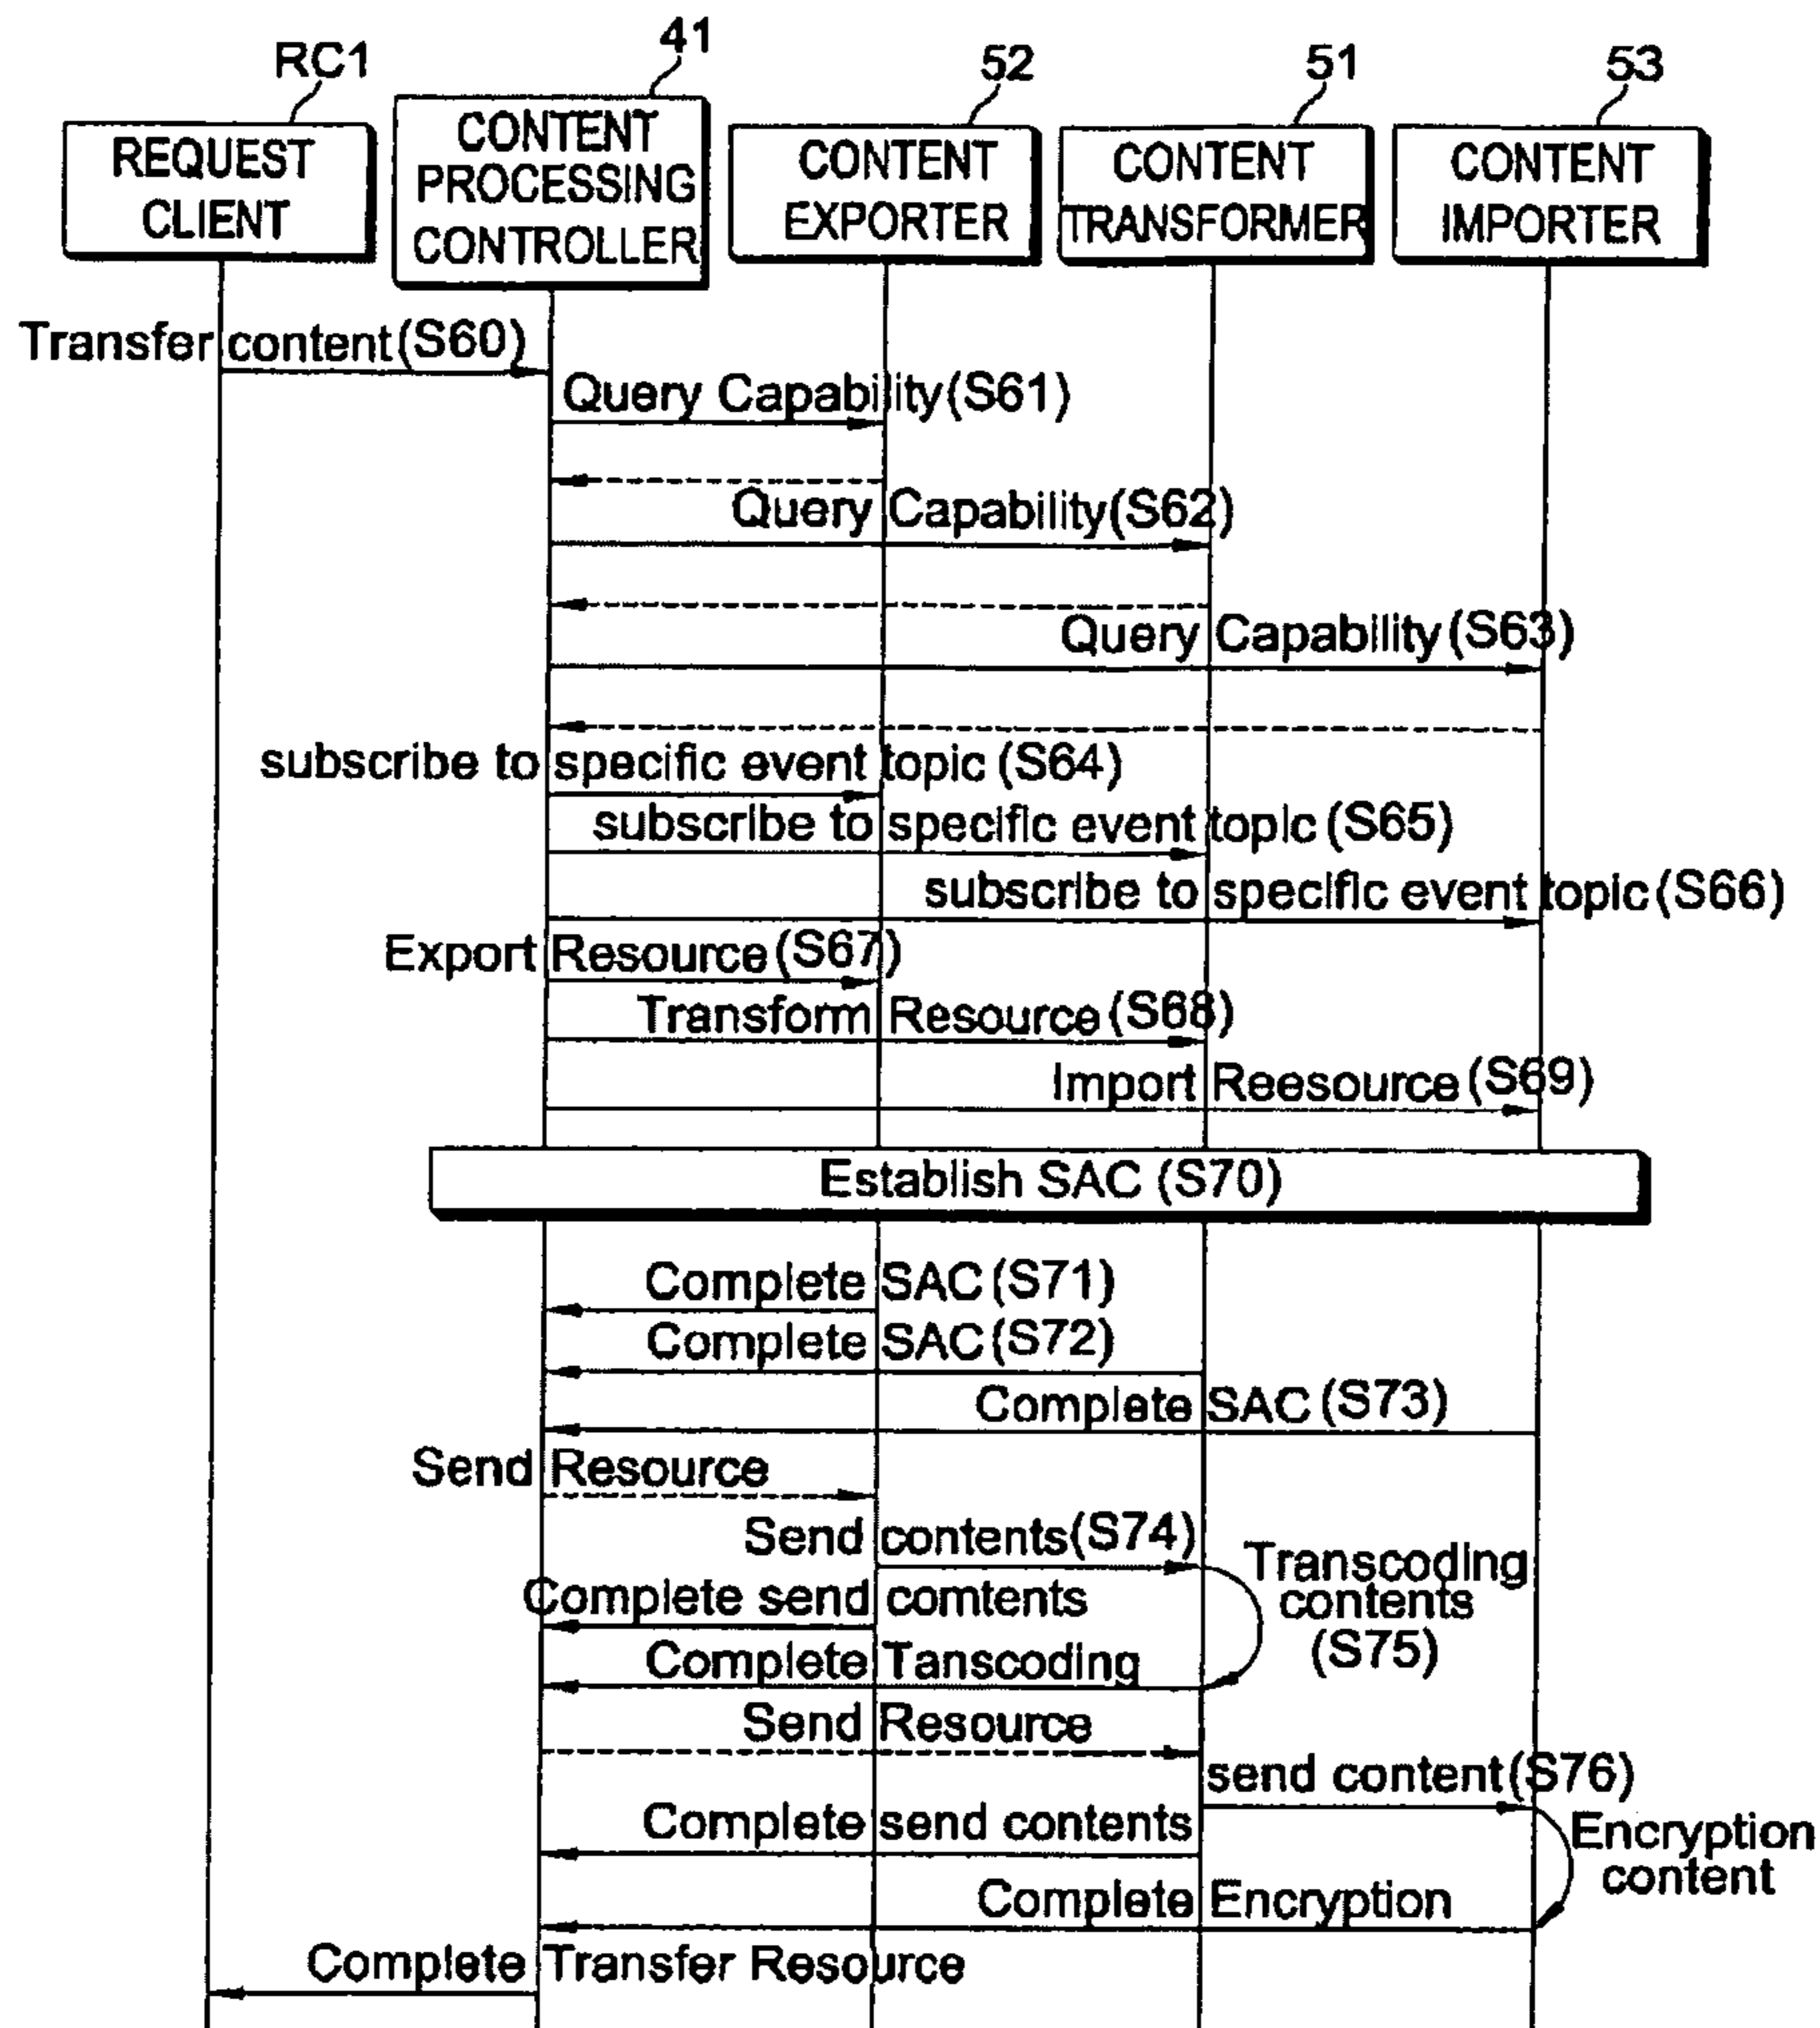 RC1
41
52
51
53
REQUEST
CLIENT
CONTENT
PROCESSING
CONTROLLER
CONTENT
EXPORTER
CONTENT
TRANSFORMER
CONTENT
IMPORTER
Transfer content(S60)
Query Capability(S61)
Query Capability(S62)
Query Capability(S63)
subscribe to specific event topic (S64)
subscribe to specific event topic (S65)
subscribe to specific event topic (S66)
Export Resource(S67)
Transform Resource(S68)
Import Reesource(S69)
Establish SAC (S70)
Complete SAC(S71)
Complete SAC(S72)
Complete SAC(S73)
Send Resource
Send contents(S74)
Transcoding
contents
(S75)
Complete send comtents
Complete Tanscoding
Send Resource
send content(S76)
Complete send contents
Encryption
content
Complete Encryption
Complete Transfer Resource